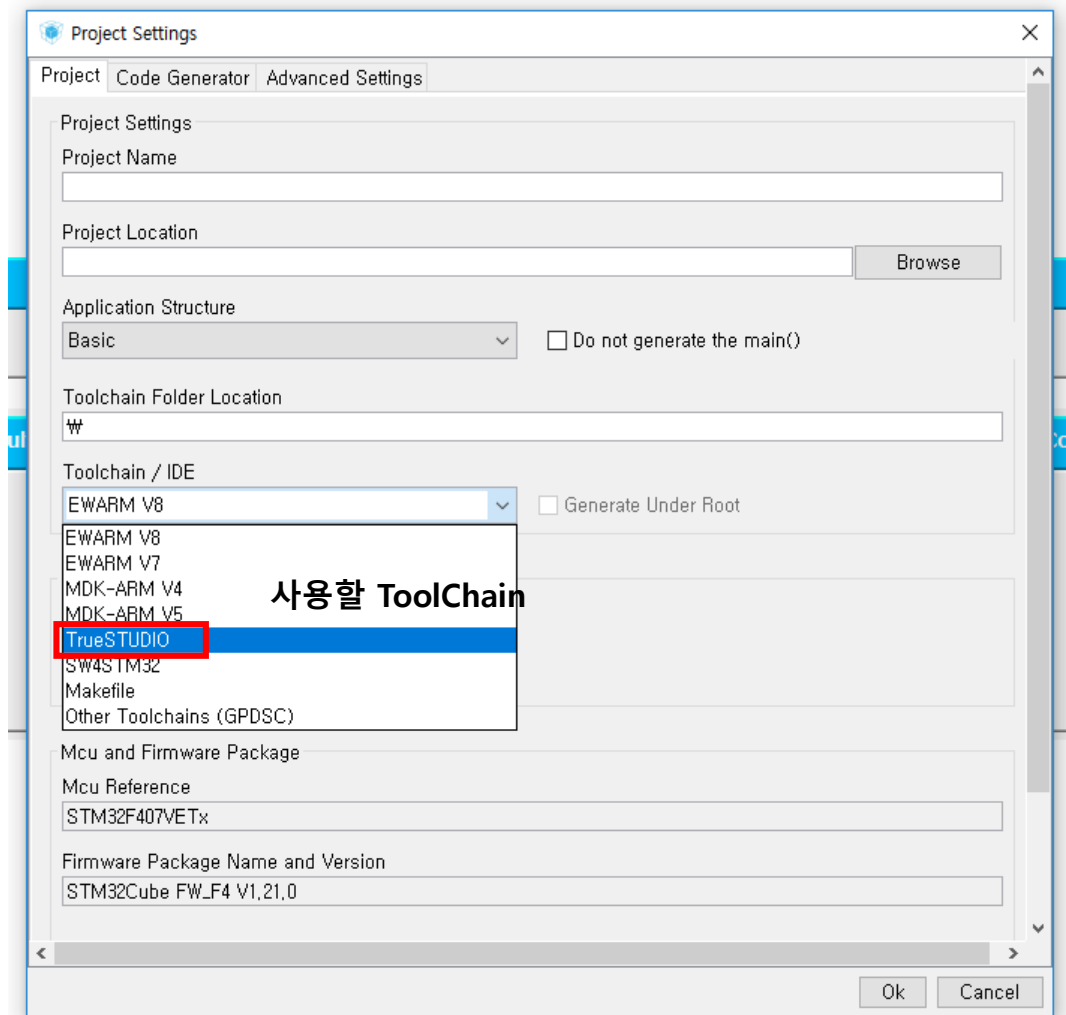 Project Settings
Project Code Generator Advanced Settings
Project Settings
Project Name
Project Location
Browse
Application Structure
Basic
Do not generate the main()
Toolchain Folder Location
₩
Toolchain / IDE
EWARM V8
Generate Under Root
EWARM V8
EWARM V7
MDK-ARM V4
MDK-ARM V5
사용할 ToolChain
TrueSTUDIO
SW4STM32
Makefile
Other Toolchains (GPDSC)
Mcu and Firmware Package
Mcu Reference
STM32F407VETx
Firmware Package Name and Version
STM32Cube FW_F4 V1,21,0
Ok Cancel